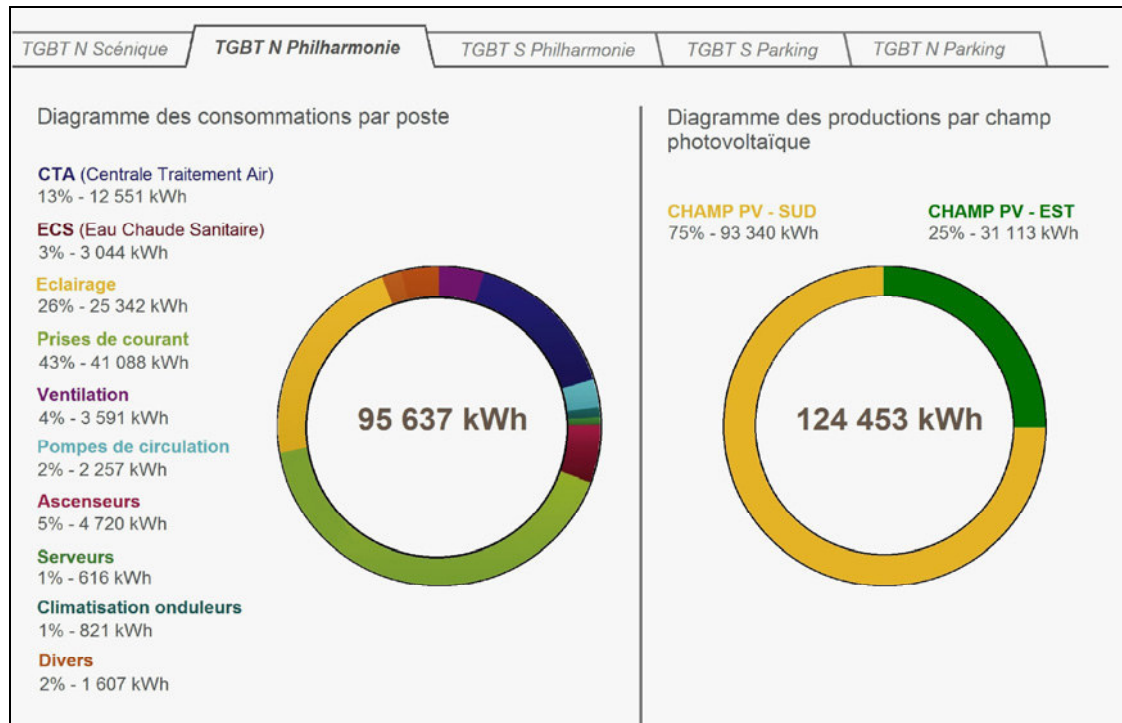 TGBT N Scénique
TGBT N Philharmonie
TGBT S Philharmonie
TGBT S Parking
TGBT N Parking
Diagramme des consommations par poste
CTA (Centrale Traitement Air)
13% - 12 551 kWh
ECS (Eau Chaude Sanitaire)
3% - 3 044 kWh
Eclairage
26% - 25 342 kWh
Prises de courant
43% - 41 088 kWh
Ventilation
4% - 3 591 kWh
Pompes de circulation
2% - 2 257 kWh
Ascenseurs
5% - 4 720 kWh
Serveurs
1% - 616 kWh
Climatisation onduleurs
1% - 821 kWh
Divers
2% - 1 607 kWh
95 637 kWh
Diagramme des productions par champ
photovoltaïque
CHAMP PV - SUD
75% - 93 340 kWh
CHAMP PV - EST
25% - 31 113 kWh
124 453 kWh